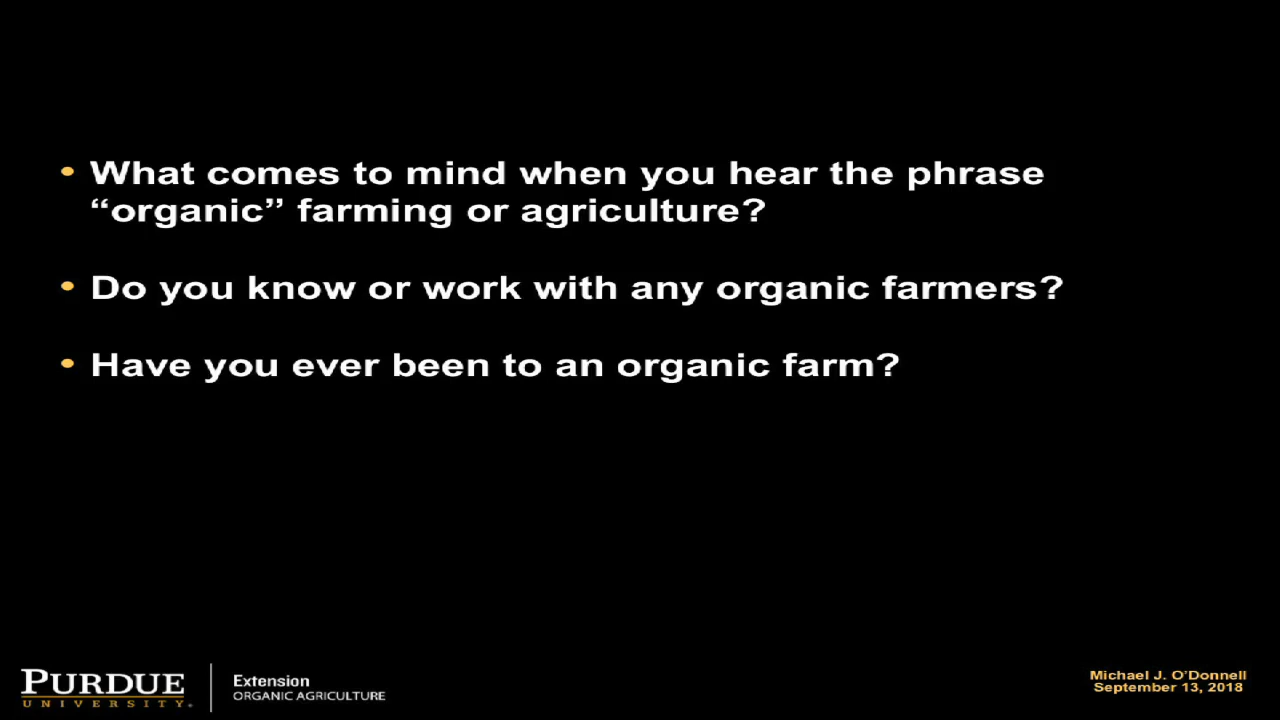 • What comes to mind when you hear the phrase
“organic” farming or agriculture?
• Do you know or work with any organic farmers?
• Have you ever been to an organic farm?
PURDUE
UNIVERSITY.
Extension
ORGANIC AGRICULTURE
Michael J. O'Donnell
September 13, 2018